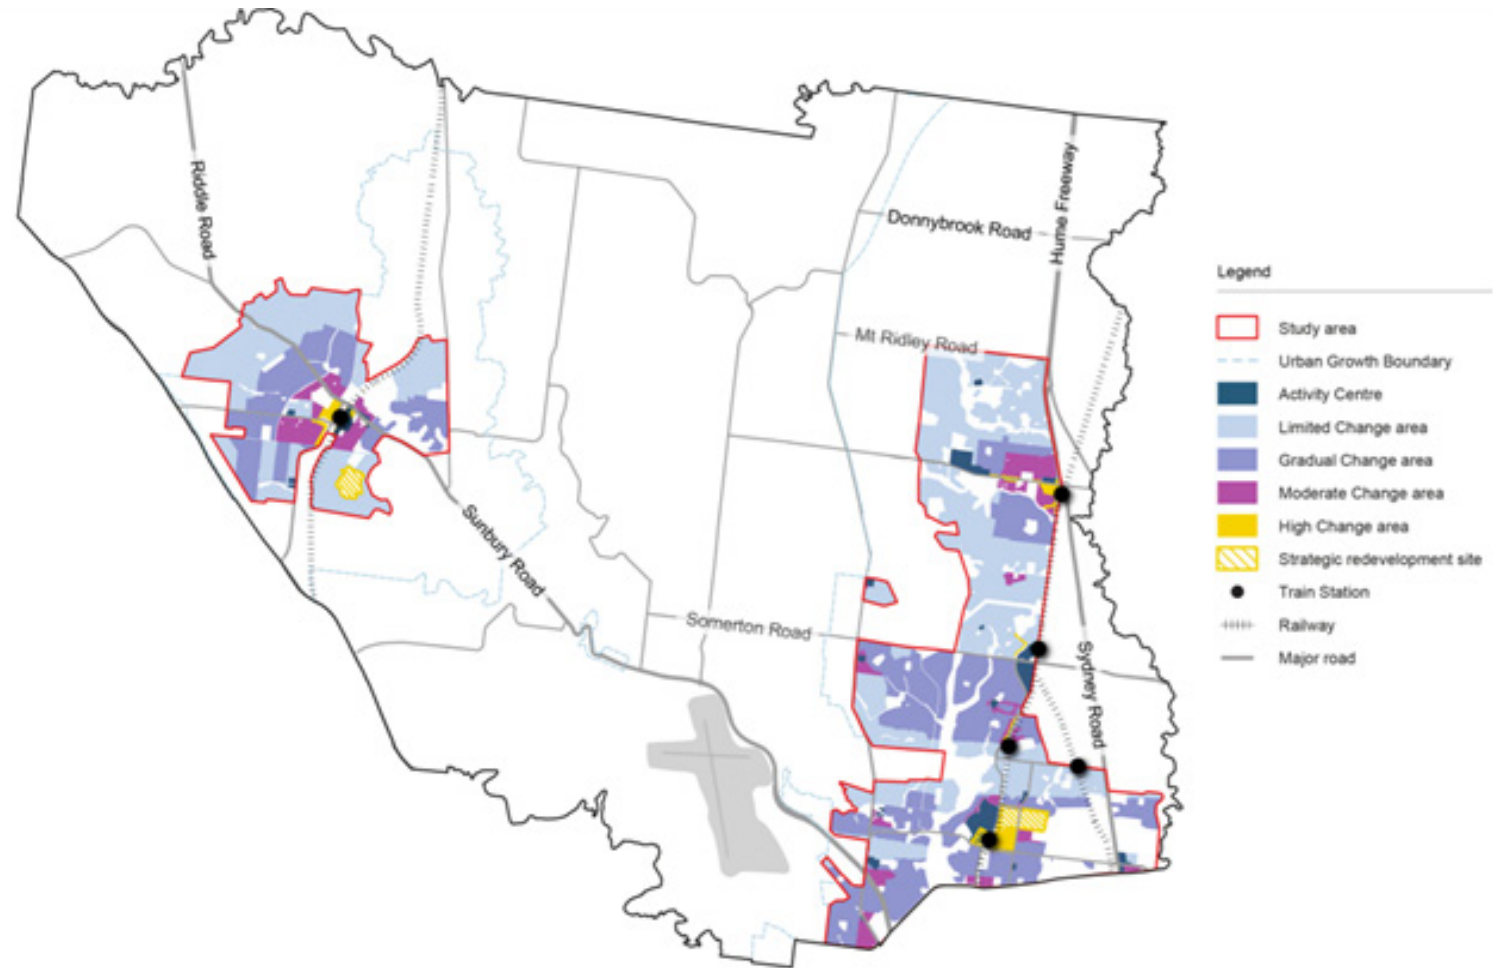 Riddle Road
Hume Freeway
Donnybrook Road
Mt Ridley Road
Sunbury Road
Somerton Road
Sydney Road
Legend
Study area
Urban Growth Boundary
Activity Centre
Limited Change area
Gradual Change area
Moderate Change area
High Change area
Strategic redevelopment site
Train Station
Railway
Major road